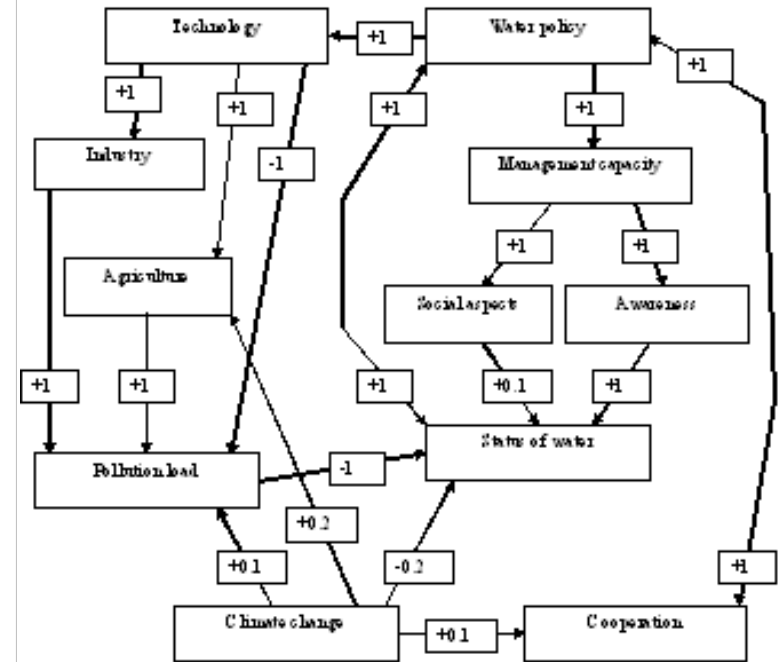 Technology
+1
Water policy
+1
+1
+1
+1
+1
Industry
-1
Management capacity
+1
+1
Agriculture
Social aspects
Awareness
+1
+1
+1
+0.1
+1
Status of water
Pollution load
-1
+0.2
+0.1
-0.2
+1
Climate change
+0.1
Cooperation